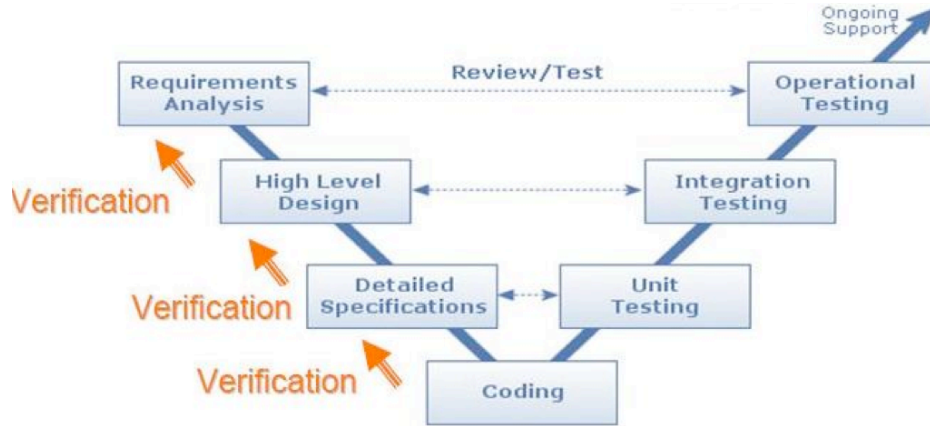 Ongoing
Support
Requirements
Analysis
Review/Test
Operational
Testing
Verification
High Level
Design
Integration
Testing
Verification
Detailed
Specifications
Unit
Testing
Verification
Coding